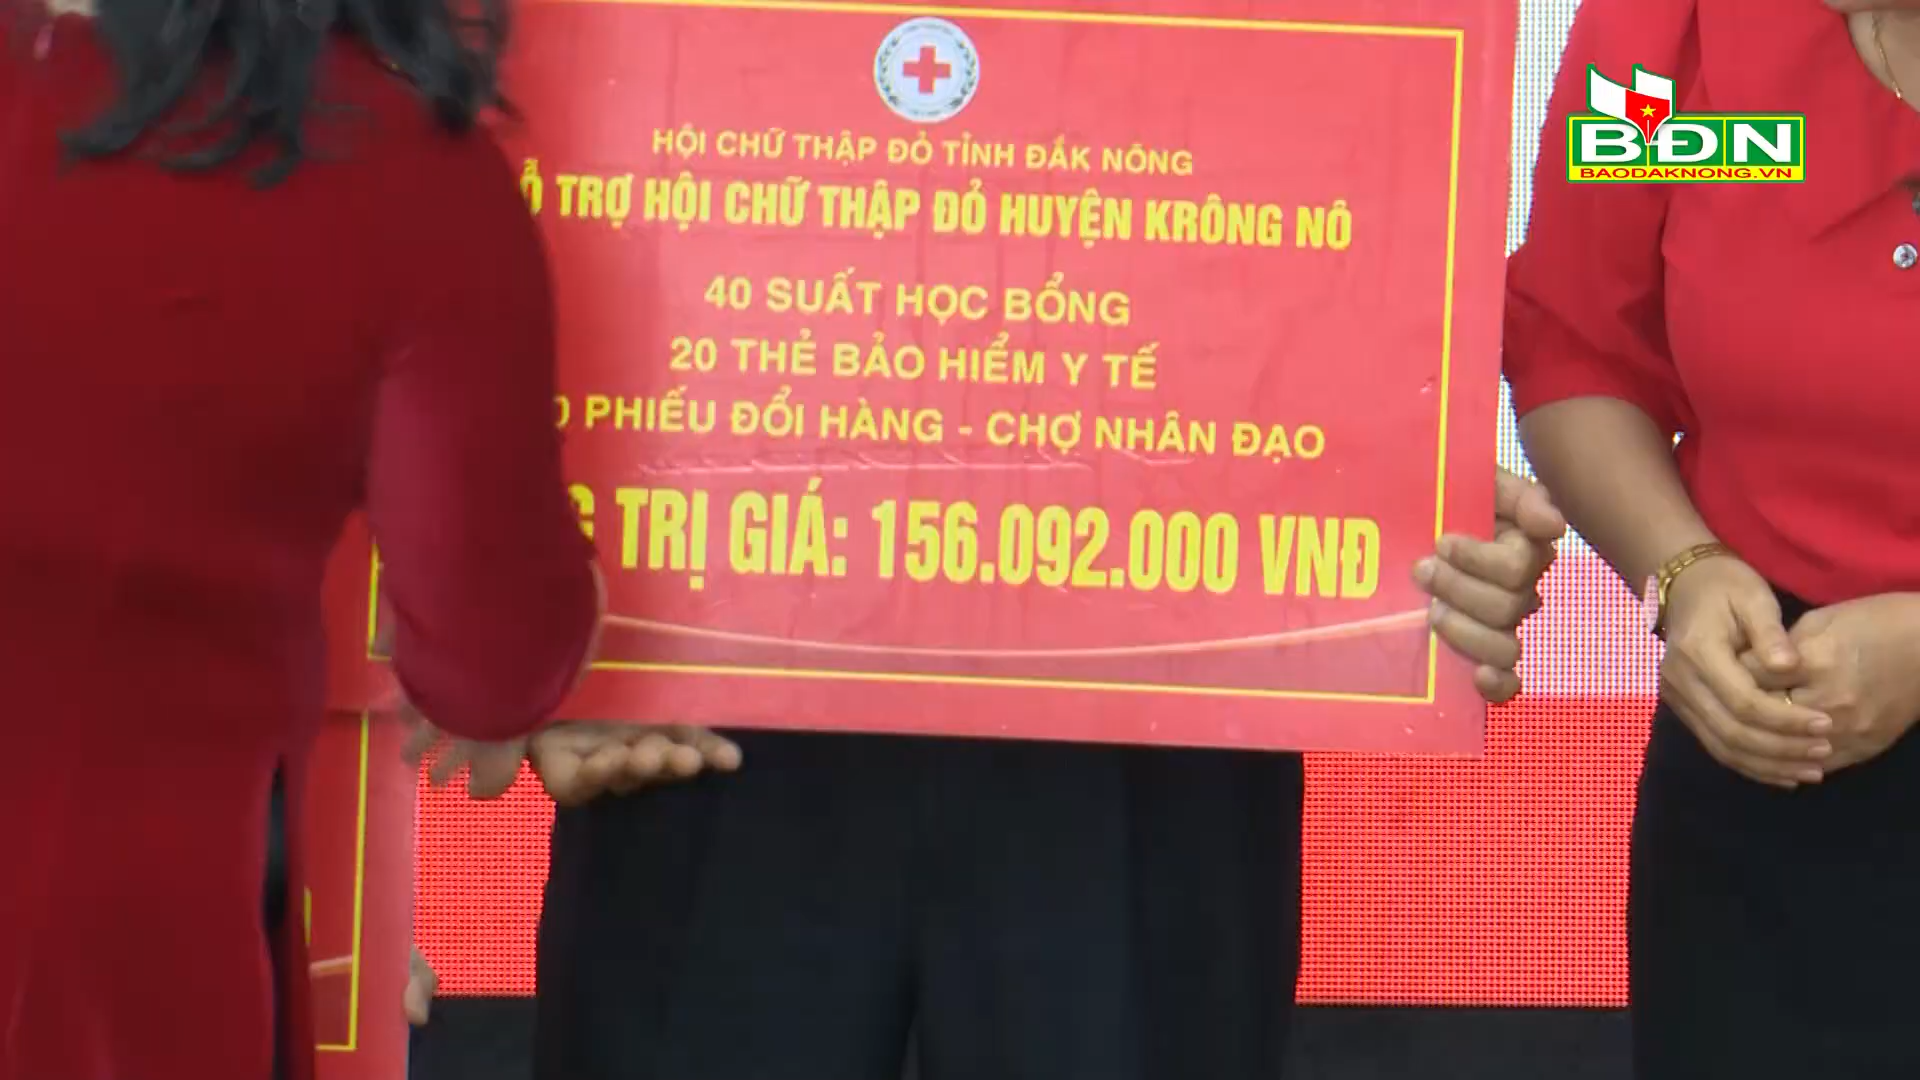 BĐN
BAODAKNONG.VN
HỘI CHỮ THẬP ĐỎ TỈNH ĐẮK NÔNG
TRỢ HỘI CHỮ THẬP ĐỎ HUYỆN KRÔNG NÔ
40 SUẤT HỌC BỔNG
20 THẺ BẢO HIỂM Y TẾ
PHIẾU ĐỔI HÀNG - CHỢ NHÂN ĐẠO
TRỊ GIÁ: 156.092.000 VNĐ